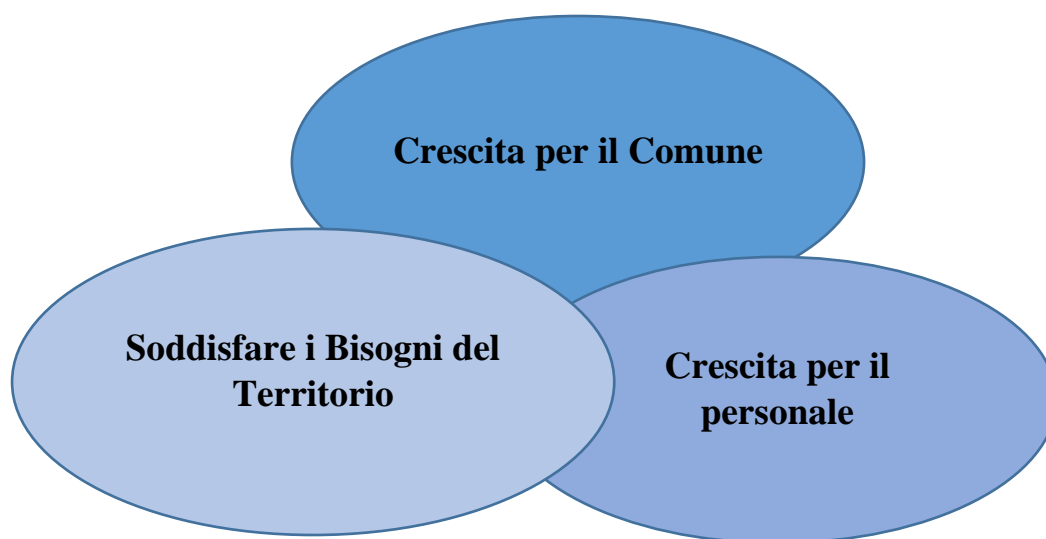 Crescita per il Comune
Soddisfare i Bisogni del
Territorio
Crescita per il
personale